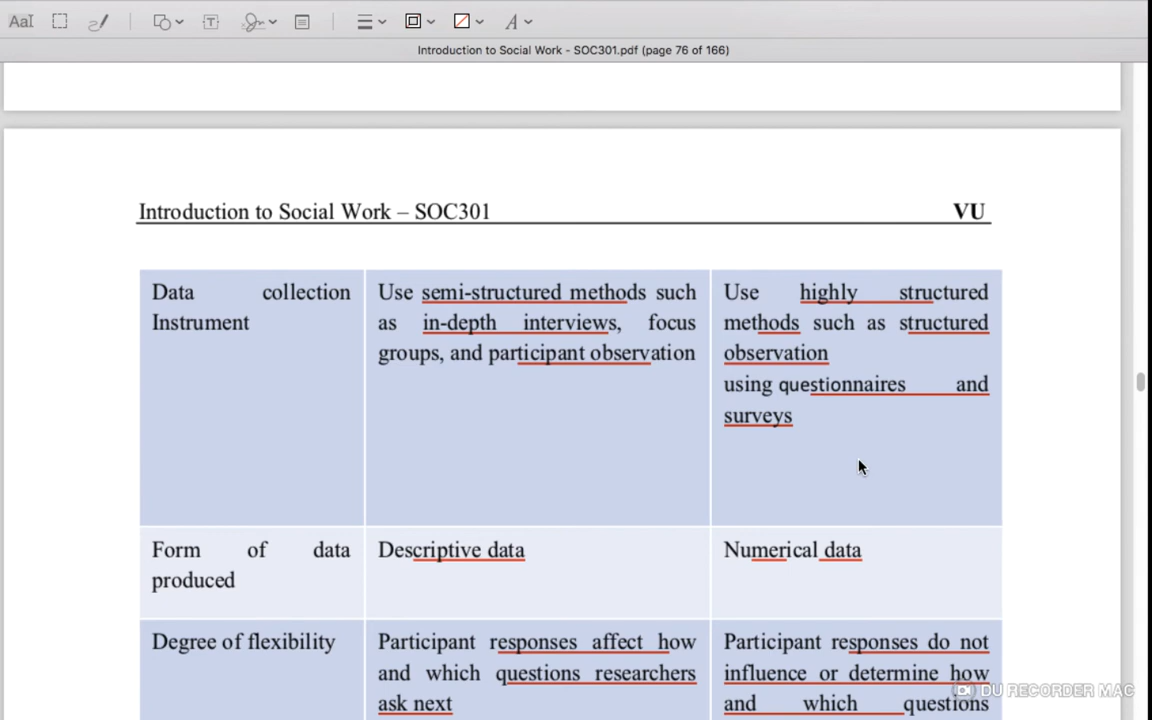 AaI
T
A
Introduction to Social Work - SOC301.pdf (page 76 of 166)
Introduction to Social Work – SOC301 VU
Data collection
Instrument
Use semi-structured methods such
as in-depth interviews, focus
groups, and participant observation
Use highly structured
methods such as structured
observation
using questionnaires and
surveys
Form of data
produced
Descriptive data
Numerical data
Degree of flexibility
Participant responses affect how
and which questions researchers
ask next
Participant responses do not
influence or determine how
and which questions
DU RECORDER MAC